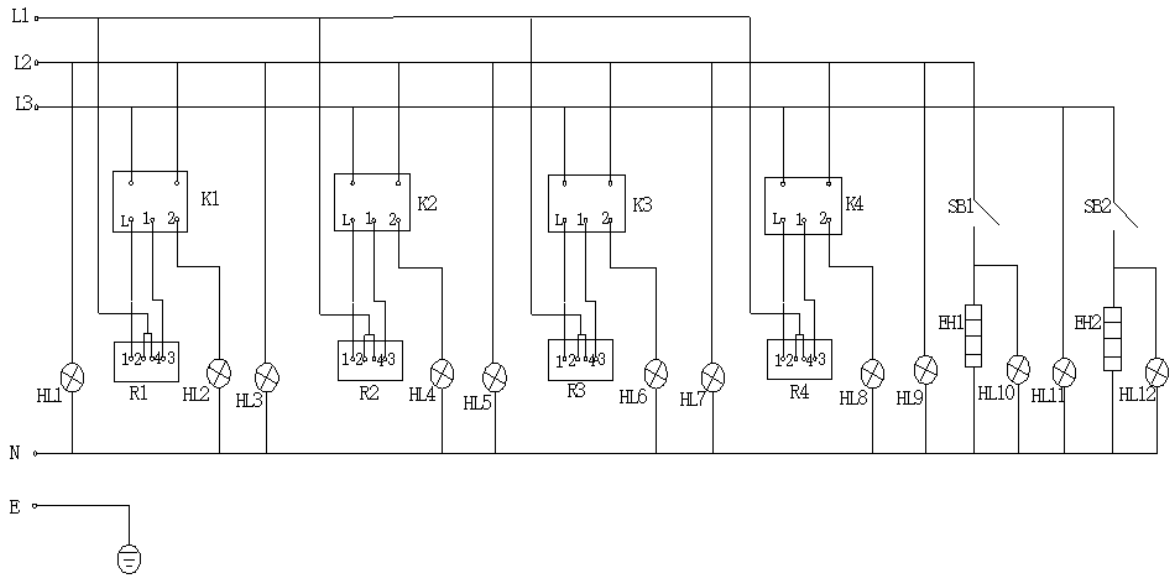 L1
L2
L3
K1
K2
K3
K4
SB1
SB2
L 1 2
L 1 2
L 1 2
L 1 2
EH1
EH2
1 2 4 3
1 2 4 3
1 2 4 3
1 2 4 3
HL1
R1
HL2
HL3
R2
HL4
HL5
R3
HL6
HL7
R4
HL8
HL9
HL10
HL11
HL12
N
E